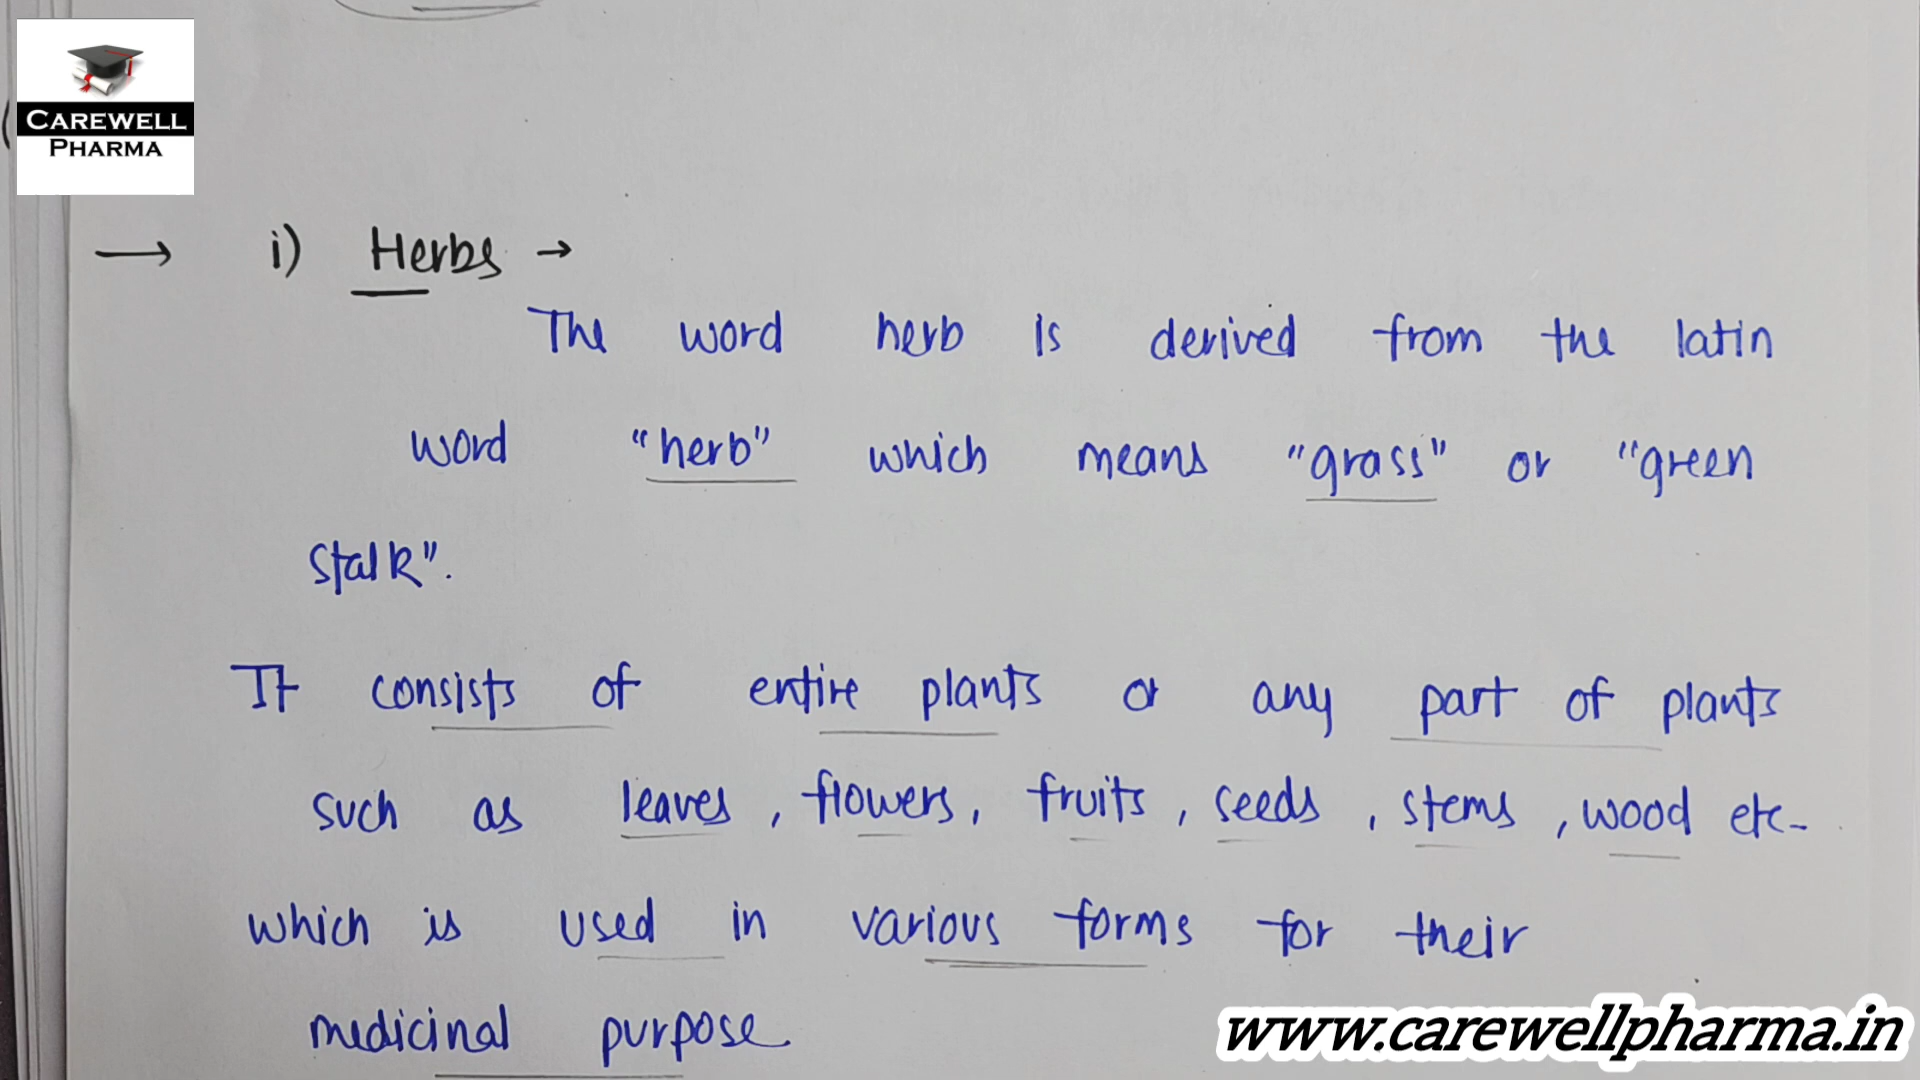 CAREWELL
PHARMA
→ i) Herbs →
The word herb is derived from the latin
word "herb" which means "grass" or "green
stalk".
It consists of entire plants or any part of plants
such as leaves, flowers, fruits, seeds, stems, wood etc-
which is used in various forms for their
medicinal purpose
www.carewellpharma.in